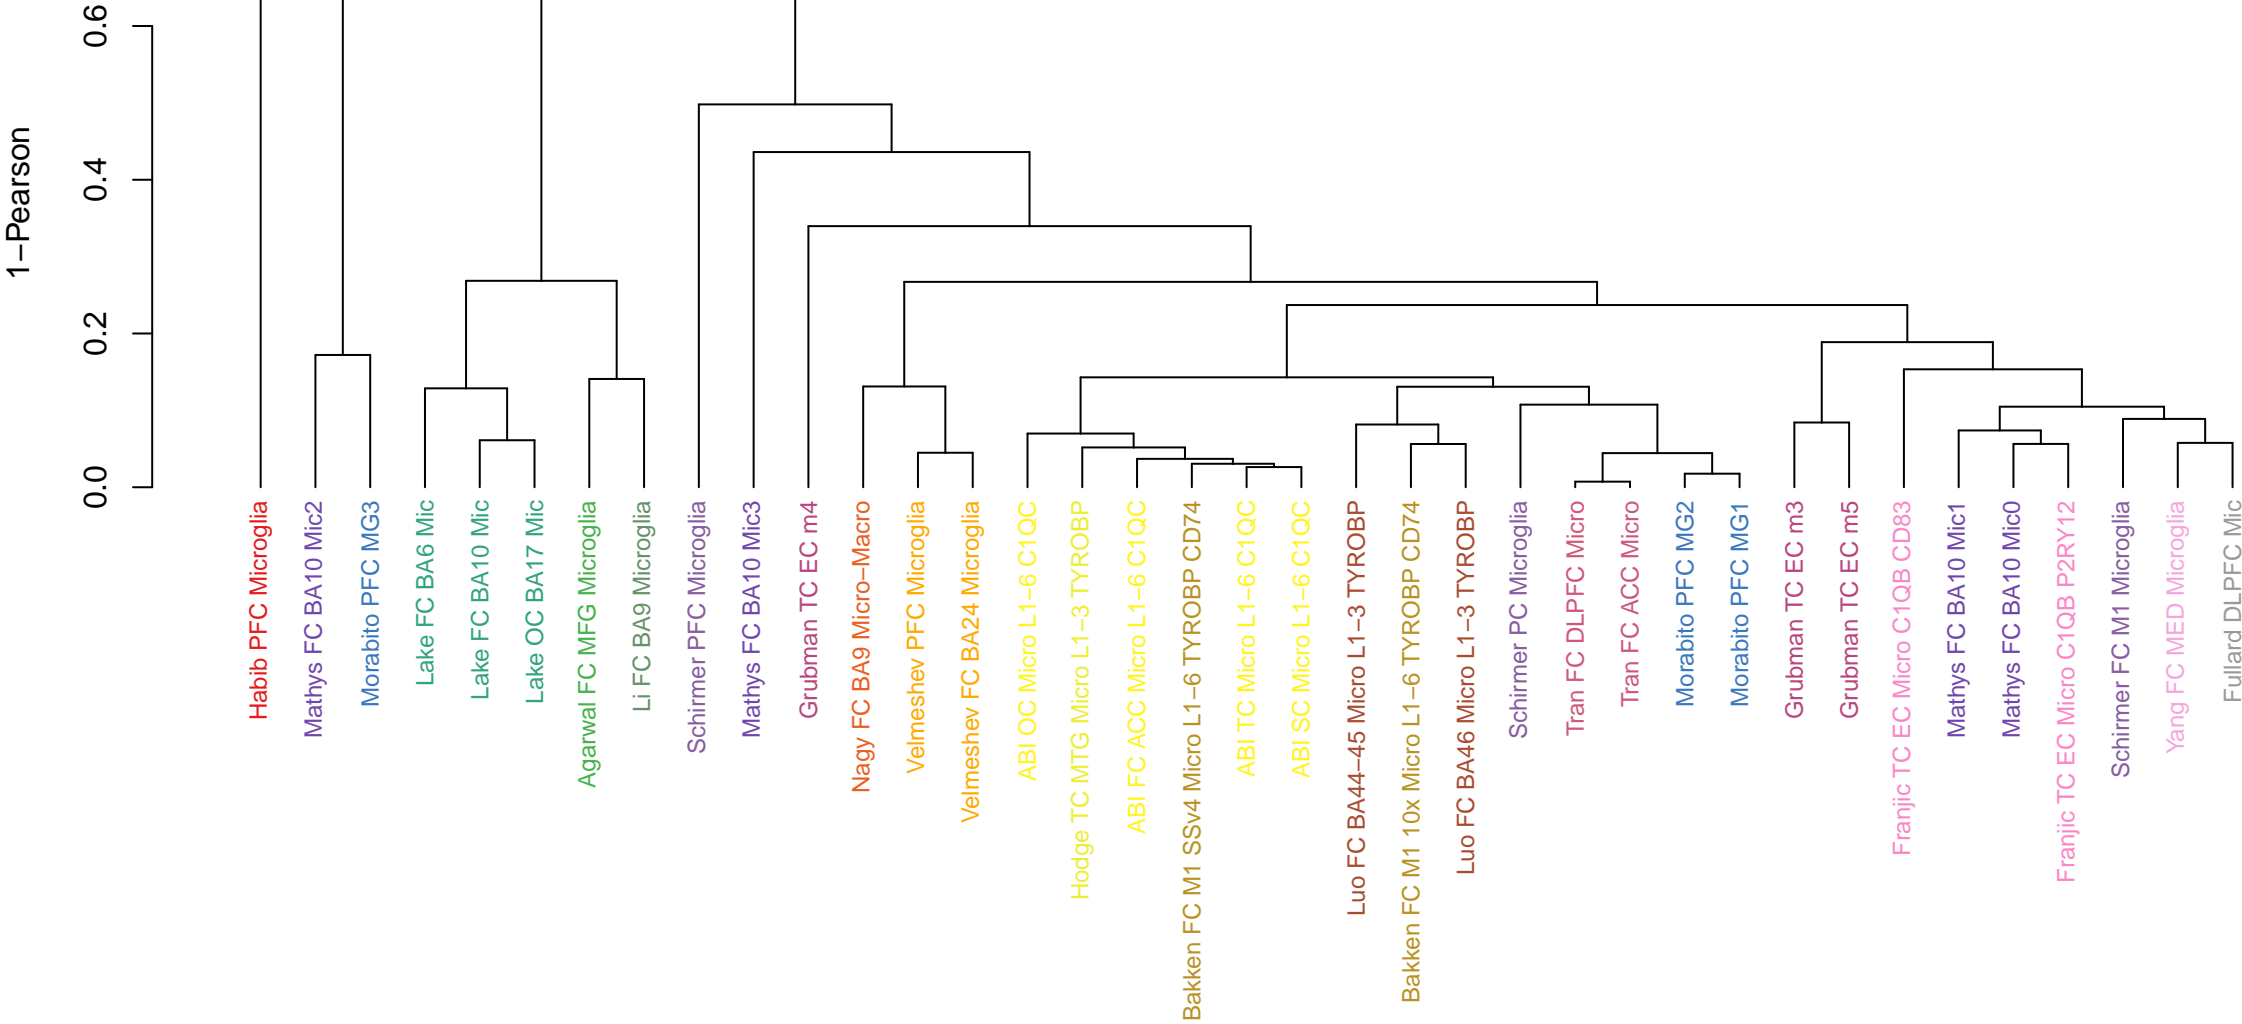 1−Pearson
0.6
0.4
0.2
0.0
Habib PFC Microglia
Mathys FC BA10 Mic2
Morabito PFC MG3
Lake FC BA6 Mic
Lake FC BA10 Mic
Lake OC BA17 Mic
Agarwal FC MFG Microglia
Li FC BA9 Microglia
Schirmer PFC Microglia
Mathys FC BA10 Mic3
Grubman TC EC m4
Nagy FC BA9 Micro−Macro
Velmeshev PFC Microglia
Velmeshev FC BA24 Microglia
ABI OC Micro L1−6 C1QC
Hodge TC MTG Micro L1−3 TYROBP
ABI FC ACC Micro L1−6 C1QC
Bakken FC M1 SSv4 Micro L1−6 TYROBP CD74
ABI TC Micro L1−6 C1QC
ABI SC Micro L1−6 C1QC
Luo FC BA44−45 Micro L1−3 TYROBP
Bakken FC M1 10x Micro L1−6 TYROBP CD74
Luo FC BA46 Micro L1−3 TYROBP
Schirmer PC Microglia
Tran FC DLPFC Micro
Tran FC ACC Micro
Morabito PFC MG2
Morabito PFC MG1
Grubman TC EC m3
Grubman TC EC m5
Franjic TC EC Micro C1QB CD83
Mathys FC BA10 Mic1
Mathys FC BA10 Mic0
Franjic TC EC Micro C1QB P2RY12
Schirmer FC M1 Microglia
Yang FC MED Microglia
Fullard DLPFC Mic